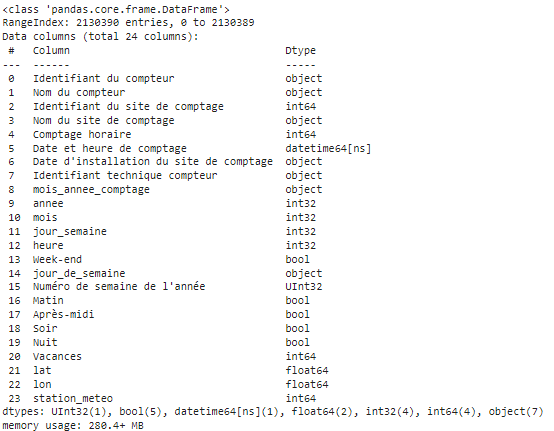 <class 'pandas.core.frame.DataFrame'>
RangeIndex: 2130390 entries, 0 to 2130389
Data columns (total 24 columns):
 #   Column                                    Dtype
---  ------                                    -----
 0   Identifiant du compteur                   object
 1   Nom du compteur                           object
 2   Identifiant du site de comptage           int64
 3   Nom du site de comptage                   object
 4   Comptage horaire                          int64
 5   Date et heure de comptage                 datetime64[ns]
 6   Date d'installation du site de comptage   object
 7   Identifiant technique compteur            object
 8   mois_annee_comptage                       object
 9   annee                                     int32
 10  mois                                      int32
 11  jour_semaine                              int32
 12  heure                                     int32
 13  Week-end                                  bool
 14  jour_de_semaine                           object
 15  Numéro de semaine de l'année              UInt32
 16  Matin                                     bool
 17  Après-midi                                bool
 18  Soir                                      bool
 19  Nuit                                      bool
 20  Vacances                                  int64
 21  lat                                       float64
 22  lon                                       float64
 23  station_meteo                             int64
dtypes: UInt32(1), bool(5), datetime64[ns](1), float64(2), int32(4), int64(4), object(7)
memory usage: 280.4+ MB